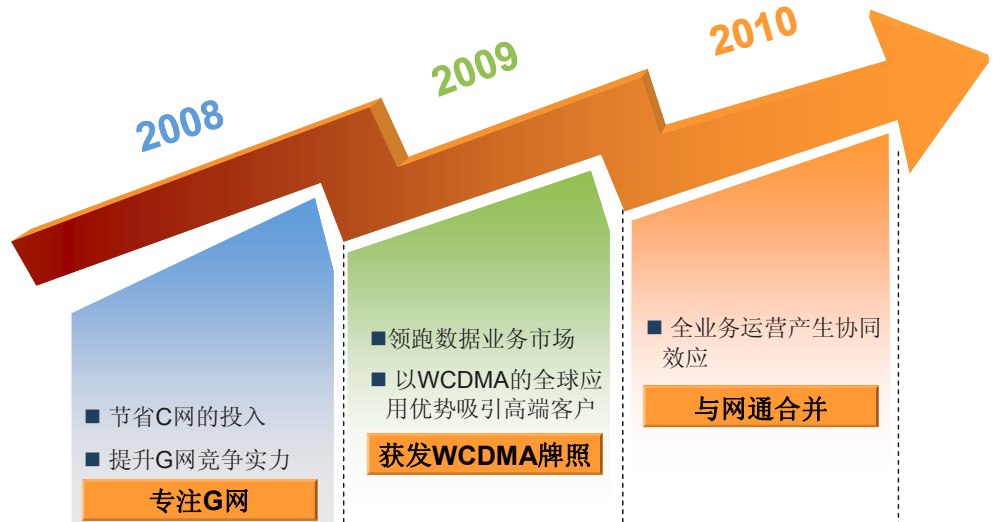 2008
2009
2010
节省C网的投入
提升G网竞争实力
专注G网
领跑数据业务市场
以WCDMA的全球应
用优势吸引高端客户
获发WCDMA牌照
全业务运营产生协同
效应
与网通合并